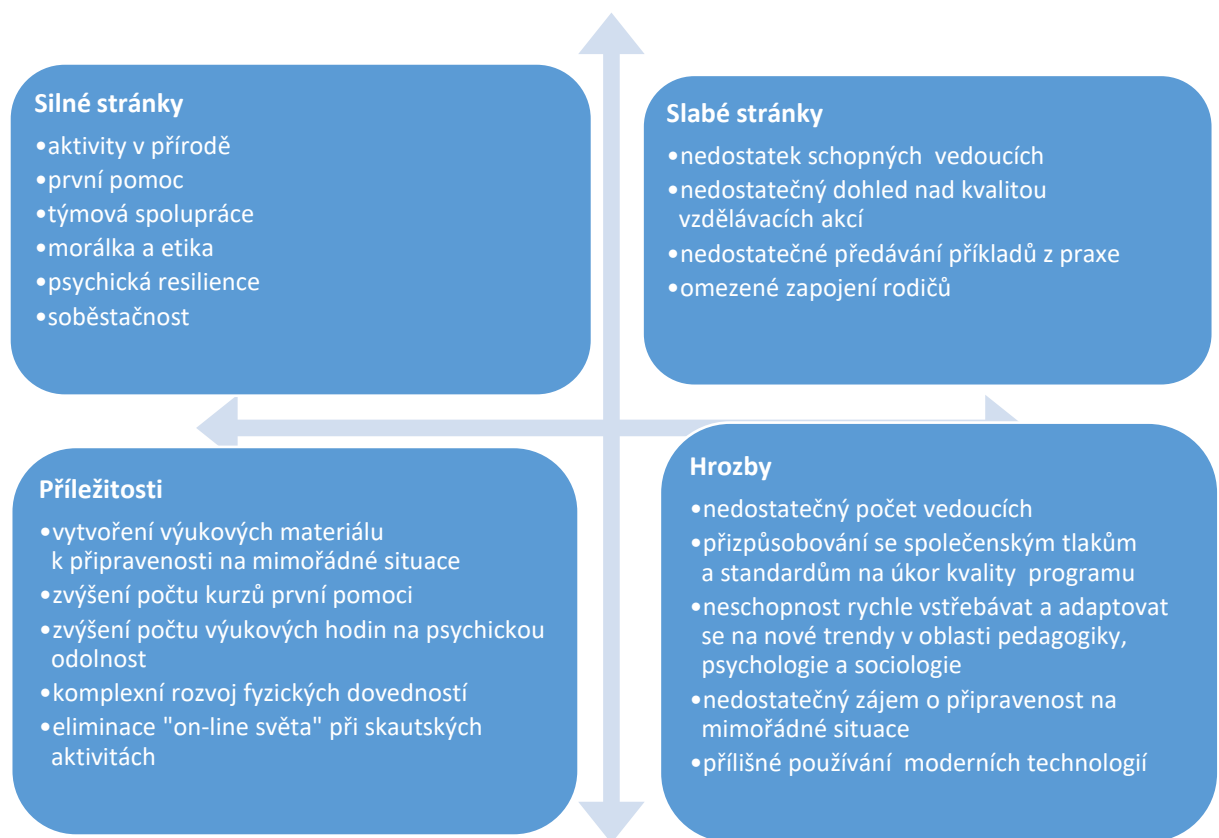 Silné stránky
•aktivity v přírodě
•první pomoc
•týmová spolupráce
•morálka a etika
•psychická resilience
•soběstačnost
Slabé stránky
•nedostatek schopných vedoucích
•nedostatečný dohled nad kvalitou
vzdělávacích akcí
•nedostatečné předávání příkladů z praxe
•omezené zapojení rodičů
Příležitosti
•vytvoření výukových materiálu
k připravenosti na mimořádné situace
•zvýšení počtu kurzů první pomoci
•zvýšení počtu výukových hodin na psychickou
odolnost
•komplexní rozvoj fyzických dovedností
•eliminace "on-line světa" při skautských
aktivitách
Hrozby
•nedostatečný počet vedoucích
•přizpůsobování se společenským tlakům
a standardům na úkor kvality programu
•neschopnost rychle vstřebávat a adaptovat
se na nové trendy v oblasti pedagogiky,
psychologie a sociologie
•nedostatečný zájem o připravenost na
mimořádné situace
•přílišné používání moderních technologií